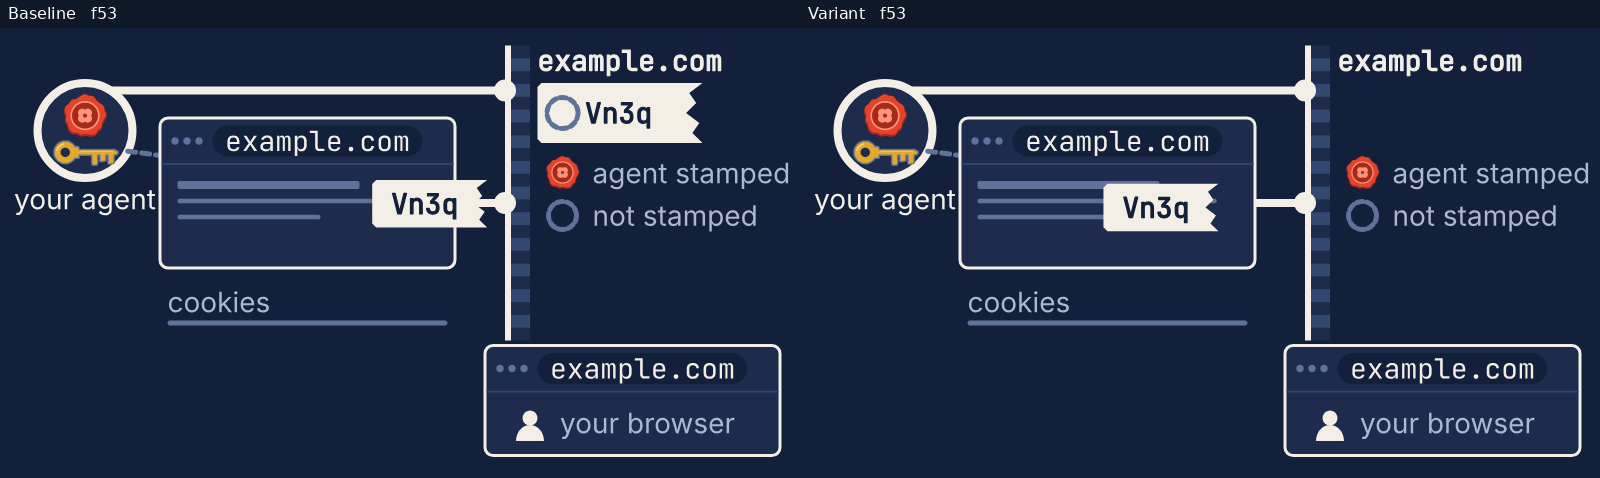 Baseline f53
example.com
Vn3q
example.com
your agent
Vn3q
agent stamped
not stamped
cookies
example.com
your browser
Variant f53
example.com
example.com
your agent
Vn3q
agent stamped
not stamped
cookies
example.com
your browser